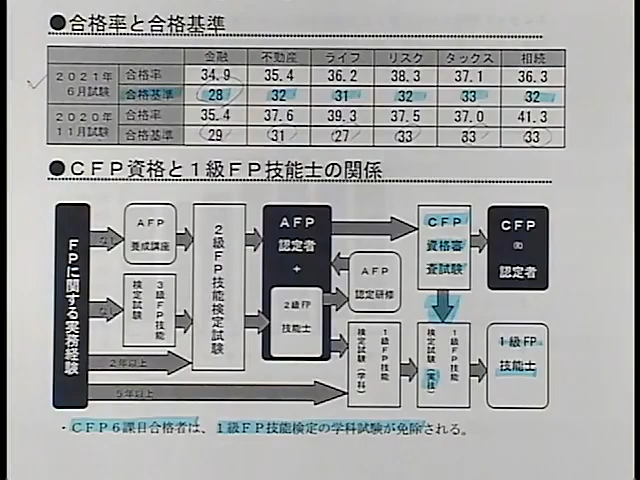 ●合格率と合格基準
金融 不動産 ライフ リスク タックス 相続
2021年6月試験 合格率 34.9 35.4 36.2 38.3 37.1 36.3
合格基準 28 32 31 32 33 32
2020年11月試験 合格率 35.4 37.6 39.3 37.5 37.0 41.3
合格基準 29 31 27 33 33 33
●CFP資格と1級FP技能士の関係
FPに関する実務経験
なし
AFP
養成講座
なし
3級FP技能
検定試験
2年以上
5年以上
2級FP技能検定試験
AFP
認定者
+
2級FP
技能士
AFP
認定研修
1級FP技能
検定試験(学科)
CFP
資格審
査試験
1級FP技能
検定試験(実技)
CFP
®
認定者
1級FP
技能士
・CFP6課目合格者は、1級FP技能検定の学科試験が免除される。